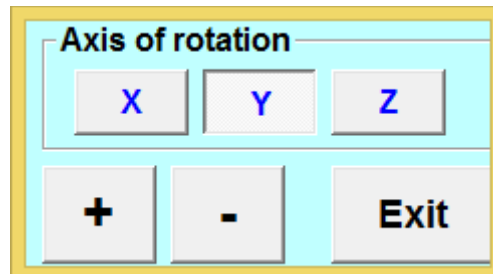 Axis of rotation
X Y Z
+ - Exit